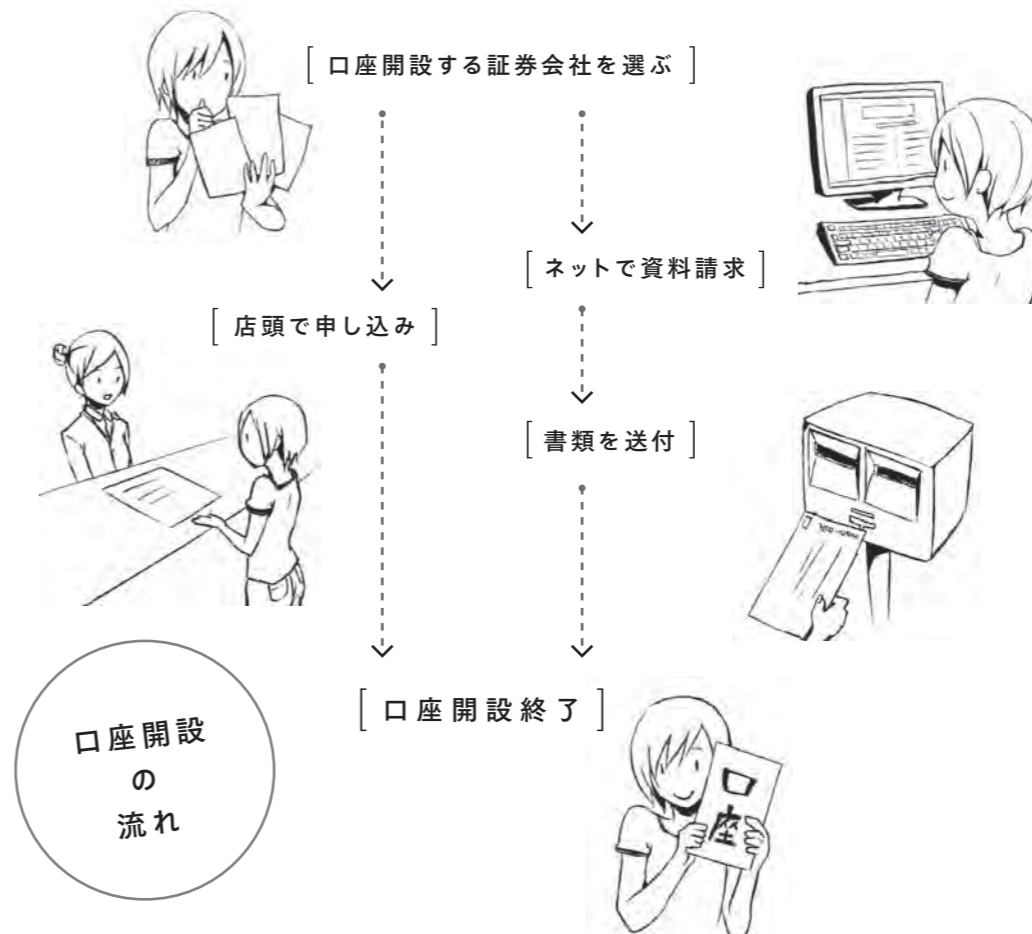 [ 口座開設する証券会社を選ぶ ]
[ ネットで資料請求 ]
[ 店頭で申し込み ]
[ 書類を送付 ]
[ 口座開設終了 ]
口座
口座開設
の
流れ